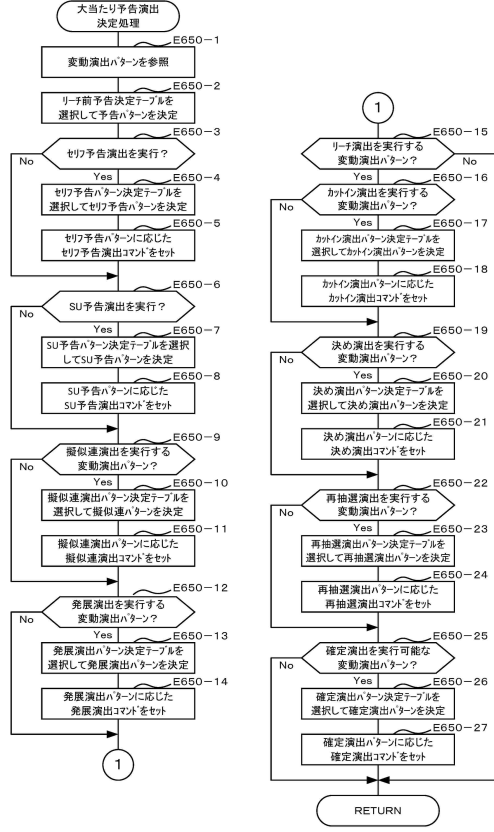 大当たり予告演出
決定処理
E650-1
変動演出パターンを参照
E650-2
リーチ前予告決定テーブルを
選択して予告パターンを決定
E650-3
セリフ予告演出を実行？
No
Yes
E650-4
セリフ予告パターン決定テーブルを
選択してセリフ予告パターンを決定
E650-5
セリフ予告パターンに応じた
セリフ予告演出コマンドをセット
E650-6
SU予告演出を実行？
No
Yes
E650-7
SU予告パターン決定テーブルを選択
してSU予告パターンを決定
E650-8
SU予告パターンに応じた
SU予告演出コマンドをセット
E650-9
擬似連演出を実行する
変動演出パターン？
No
Yes
E650-10
擬似連演出パターン決定テーブルを
選択して擬似連パターンを決定
E650-11
擬似連演出パターンに応じた
擬似連演出コマンドをセット
E650-12
発展演出を実行する
変動演出パターン？
No
Yes
E650-13
発展演出パターン決定テーブルを
選択して発展演出パターンを決定
E650-14
発展演出パターンに応じた
発展演出コマンドをセット
1
1
E650-15
リーチ演出を実行する
変動演出パターン？
No
Yes
E650-16
カットイン演出を実行する
変動演出パターン？
No
Yes
E650-17
カットイン演出パターン決定テーブルを
選択してカットイン演出パターンを決定
E650-18
カットイン演出パターンに応じた
カットイン演出コマンドをセット
E650-19
決め演出を実行する
変動演出パターン？
No
Yes
E650-20
決め演出パターン決定テーブルを
選択して決め演出パターンを決定
E650-21
決め演出パターンに応じた
決め演出コマンドをセット
E650-22
再抽選演出を実行する
変動演出パターン？
No
Yes
E650-23
再抽選演出パターン決定テーブルを
選択して再抽選演出パターンを決定
E650-24
再抽選演出パターンに応じた
再抽選演出コマンドをセット
E650-25
確定演出を実行可能な
変動演出パターン？
No
Yes
E650-26
確定演出パターン決定テーブルを
選択して確定演出パターンを決定
E650-27
確定演出パターンに応じた
確定演出コマンドをセット
RETURN